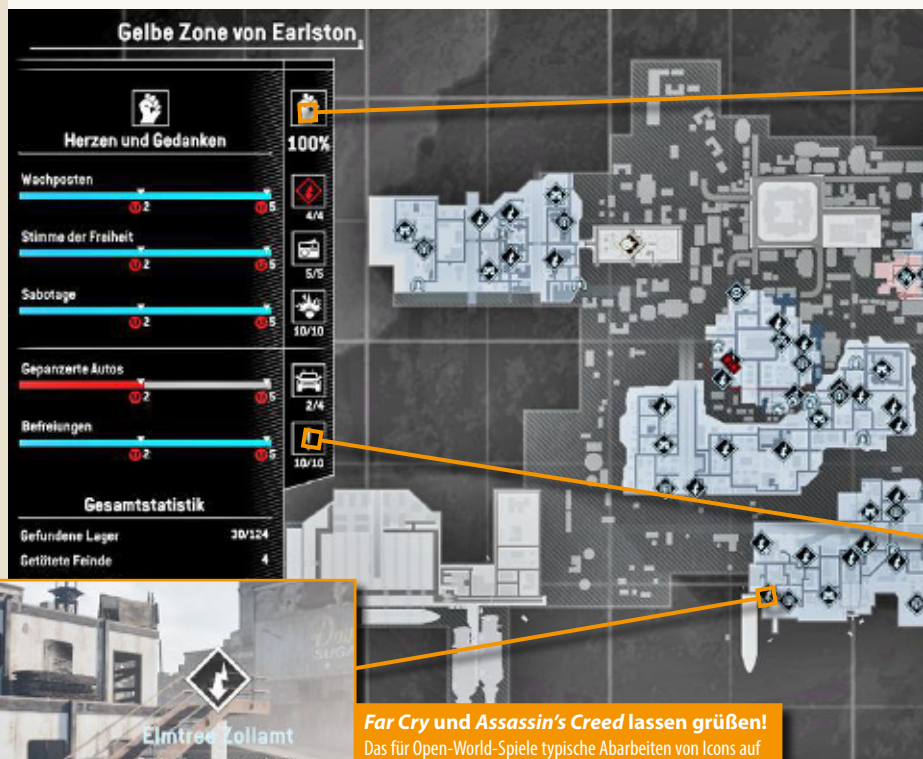 Gelbe Zone von Earlston
Herzen und Gedanken
100%
Wachposten
2
5
4/4
Stimme der Freiheit
2
5
5/5
Sabotage
2
5
10/10
Gepanzerte Autos
2
5
2/4
Befreiungen
2
5
10/10
Gesamtstatistik
Gefundene Lager 30/124
Getötete Feinde 4
Elmtree Zollamt
Far Cry und Assassin's Creed lassen grüßen!
Das für Open-World-Spiele typische Abarbeiten von Icons auf